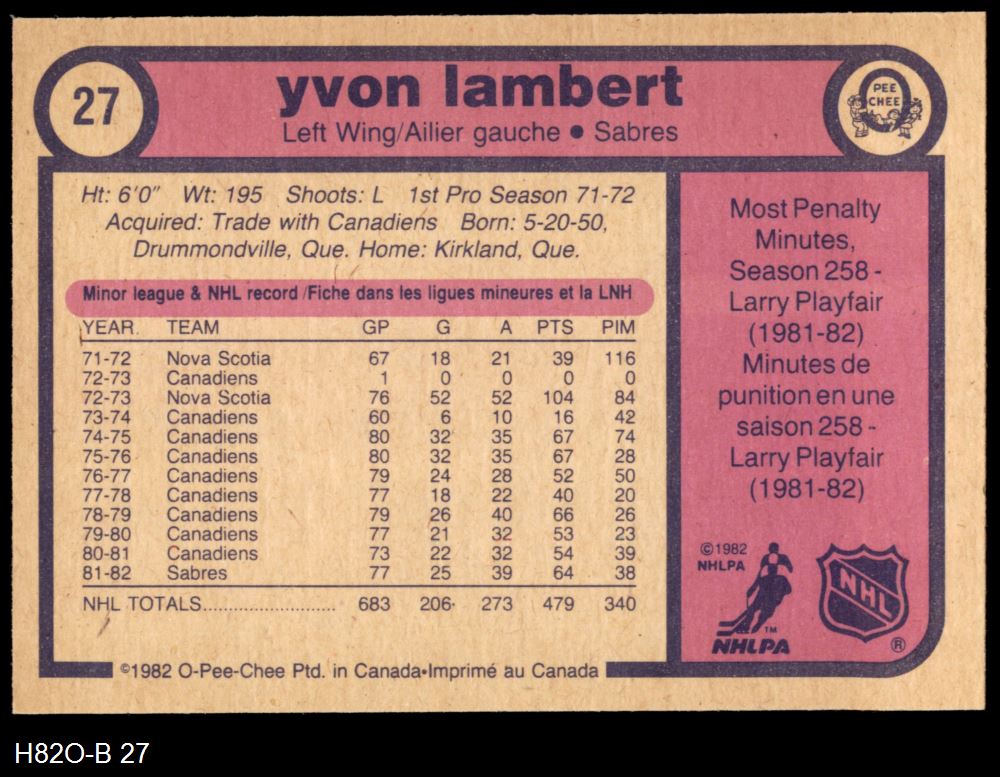 27
yvon lambert
Left Wing/Ailier gauche ● Sabres
O
PEE
CHEE
Ht: 6'0" Wt: 195 Shoots: L 1st Pro Season 71-72
Acquired: Trade with Canadiens Born: 5-20-50,
Drummondville, Que. Home: Kirkland, Que.
Minor league & NHL record/Fiche dans les ligues mineures et la LNH
YEAR TEAM GP G A PTS PIM
71-72 Nova Scotia 67 18 21 39 116
72-73 Canadiens 1 0 0 0 0
72-73 Nova Scotia 76 52 52 104 84
73-74 Canadiens 60 6 10 16 42
74-75 Canadiens 80 32 35 67 74
75-76 Canadiens 80 32 35 67 28
76-77 Canadiens 79 24 28 52 50
77-78 Canadiens 77 18 22 40 20
78-79 Canadiens 79 26 40 66 26
79-80 Canadiens 77 21 32 53 23
80-81 Canadiens 73 22 32 54 39
81-82 Sabres 77 25 39 64 38
NHL TOTALS........................ 683 206 273 479 340
©1982 O-Pee-Chee Ptd. in Canada•Imprimé au Canada
Most Penalty
Minutes,
Season 258 -
Larry Playfair
(1981-82)
Minutes de
punition en une
saison 258 -
Larry Playfair
(1981-82)
©1982
NHLPA
TM
NHLPA
NHL
®
H82O-B 27